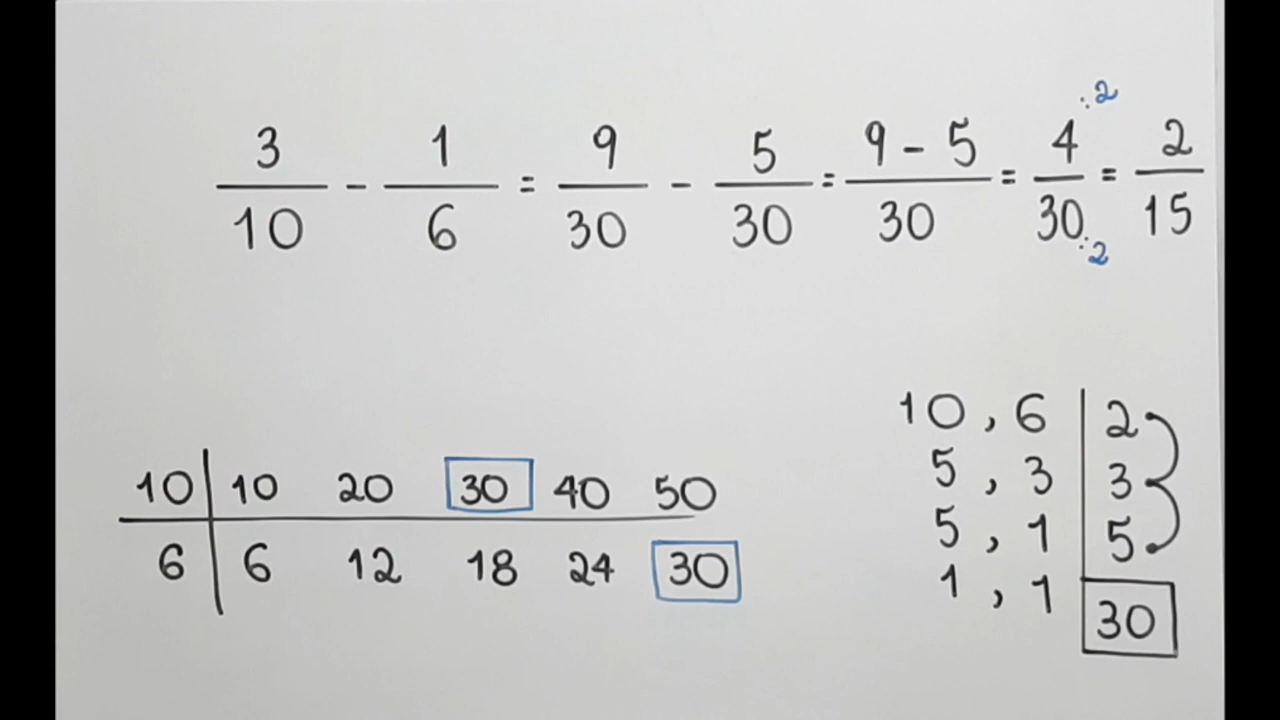 3/10 - 1/6 = 9/30 - 5/30 = 9 - 5/30 = 4/30 = 2/15
:2
:2
10 | 10 20 30 40 50
6 | 6 12 18 24 30
10 , 6 | 2
5 , 3 | 3
5 , 1 | 5
1 , 1 | 30